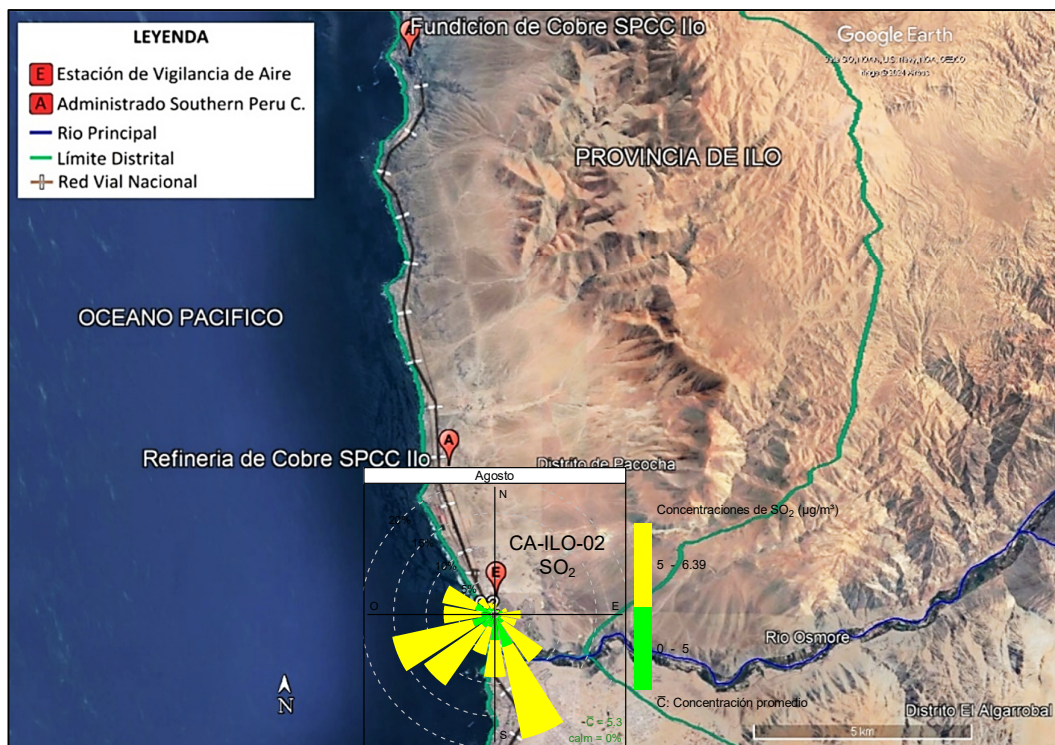 LEYENDA
E Estación de Vigilancia de Aire
A Administrado Southern Peru C.
Rio Principal
Límite Distrital
Red Vial Nacional
Fundicion de Cobre SPCC Ilo
Google Earth
PROVINCIA DE ILO
OCEANO PACIFICO
A
Refineria de Cobre SPCC Ilo
Distrito de Pacocha
Agosto
N
CA-ILO-02
SO₂
E
5%
O
E
S
C̅ = 5.3
calm = 0%
Concentraciones de SO₂ (µg/m³)
5 - 6.39
0 - 5
C̅: Concentración promedio
Rio Osmore
Distrito El Algarrobal
5 km
N